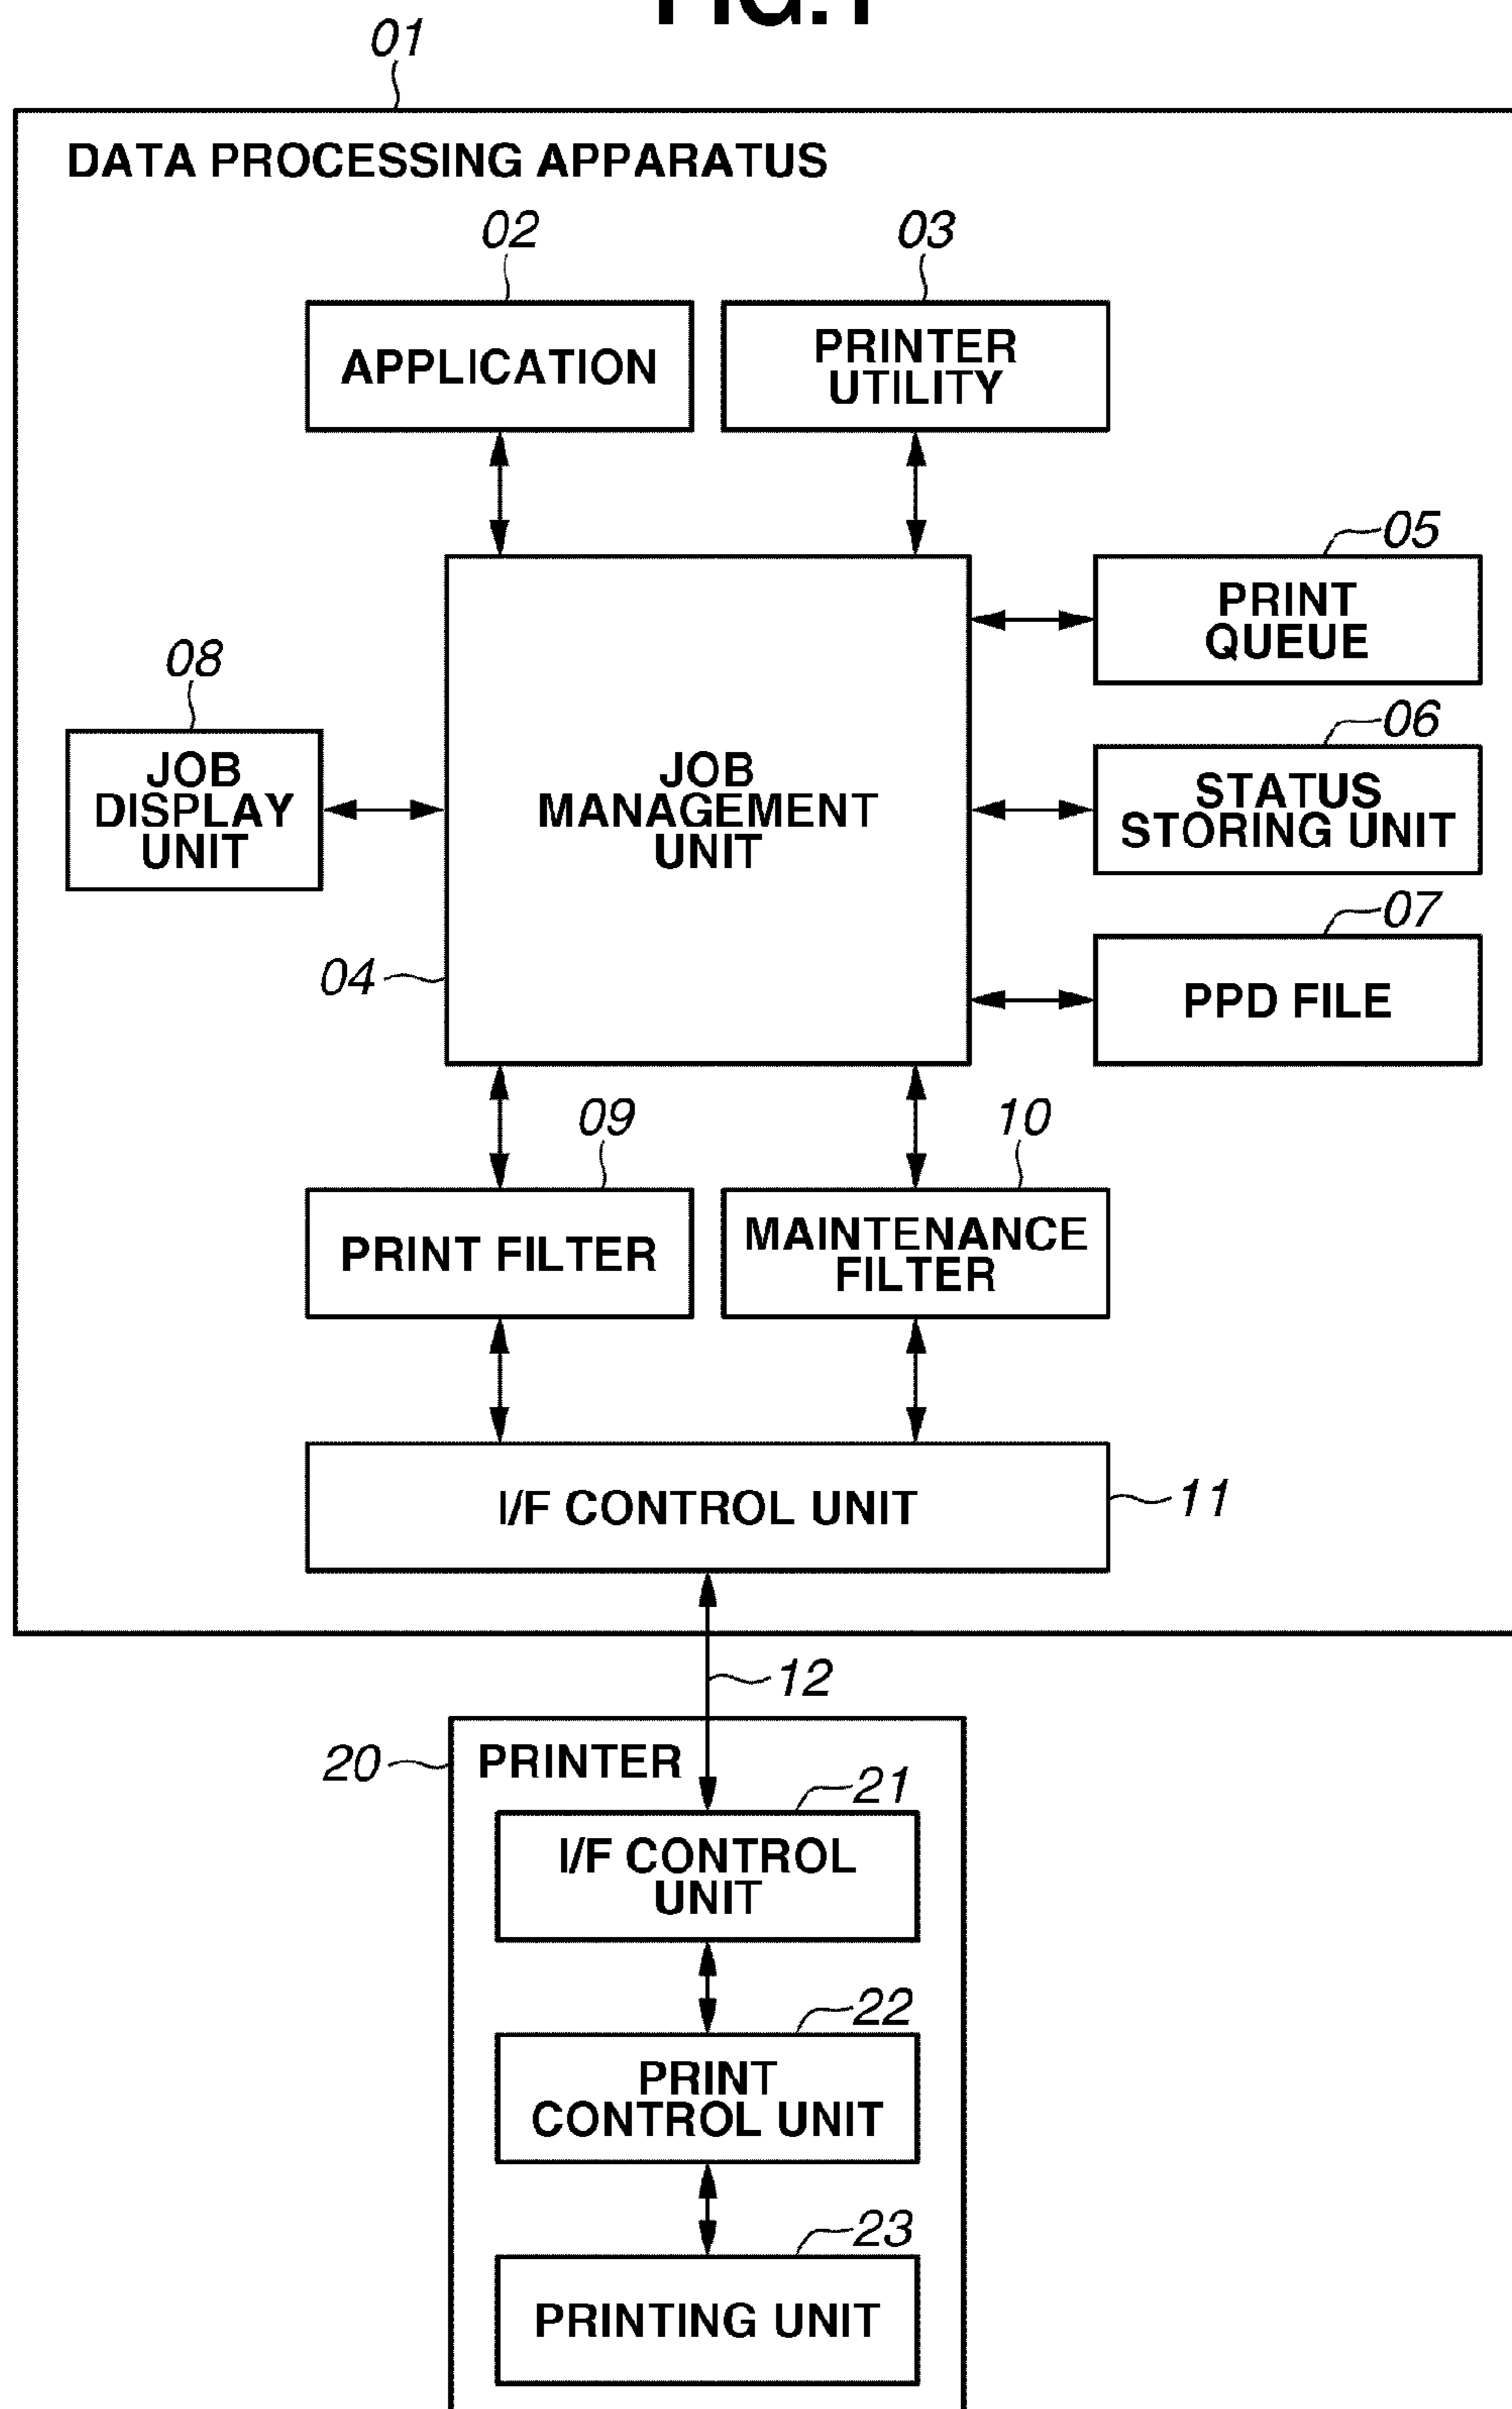 FIG.1
01
DATA PROCESSING APPARATUS
02
03
APPLICATION
PRINTER
UTILITY
05
PRINT
QUEUE
08
JOB
DISPLAY
UNIT
JOB
MANAGEMENT
UNIT
06
STATUS
STORING UNIT
04
07
PPD FILE
09
10
PRINT FILTER
MAINTENANCE
FILTER
I/F CONTROL UNIT
11
12
20
PRINTER
21
I/F CONTROL
UNIT
22
PRINT
CONTROL UNIT
23
PRINTING UNIT